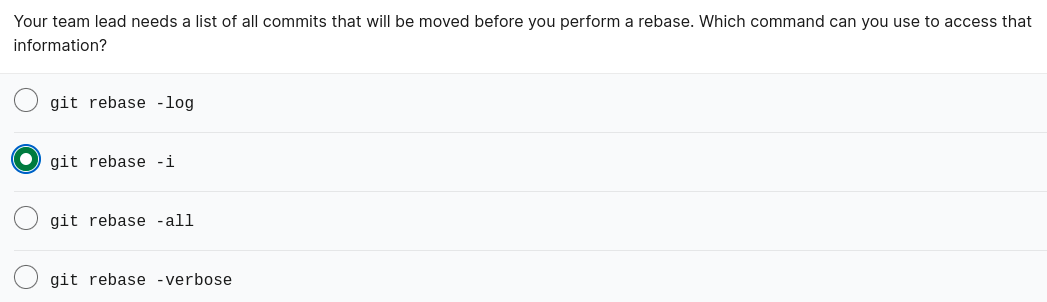 Your team lead needs a list of all commits that will be moved before you perform a rebase. Which command can you use to access that
information?
git rebase -log
git rebase -i
git rebase -all
git rebase -verbose